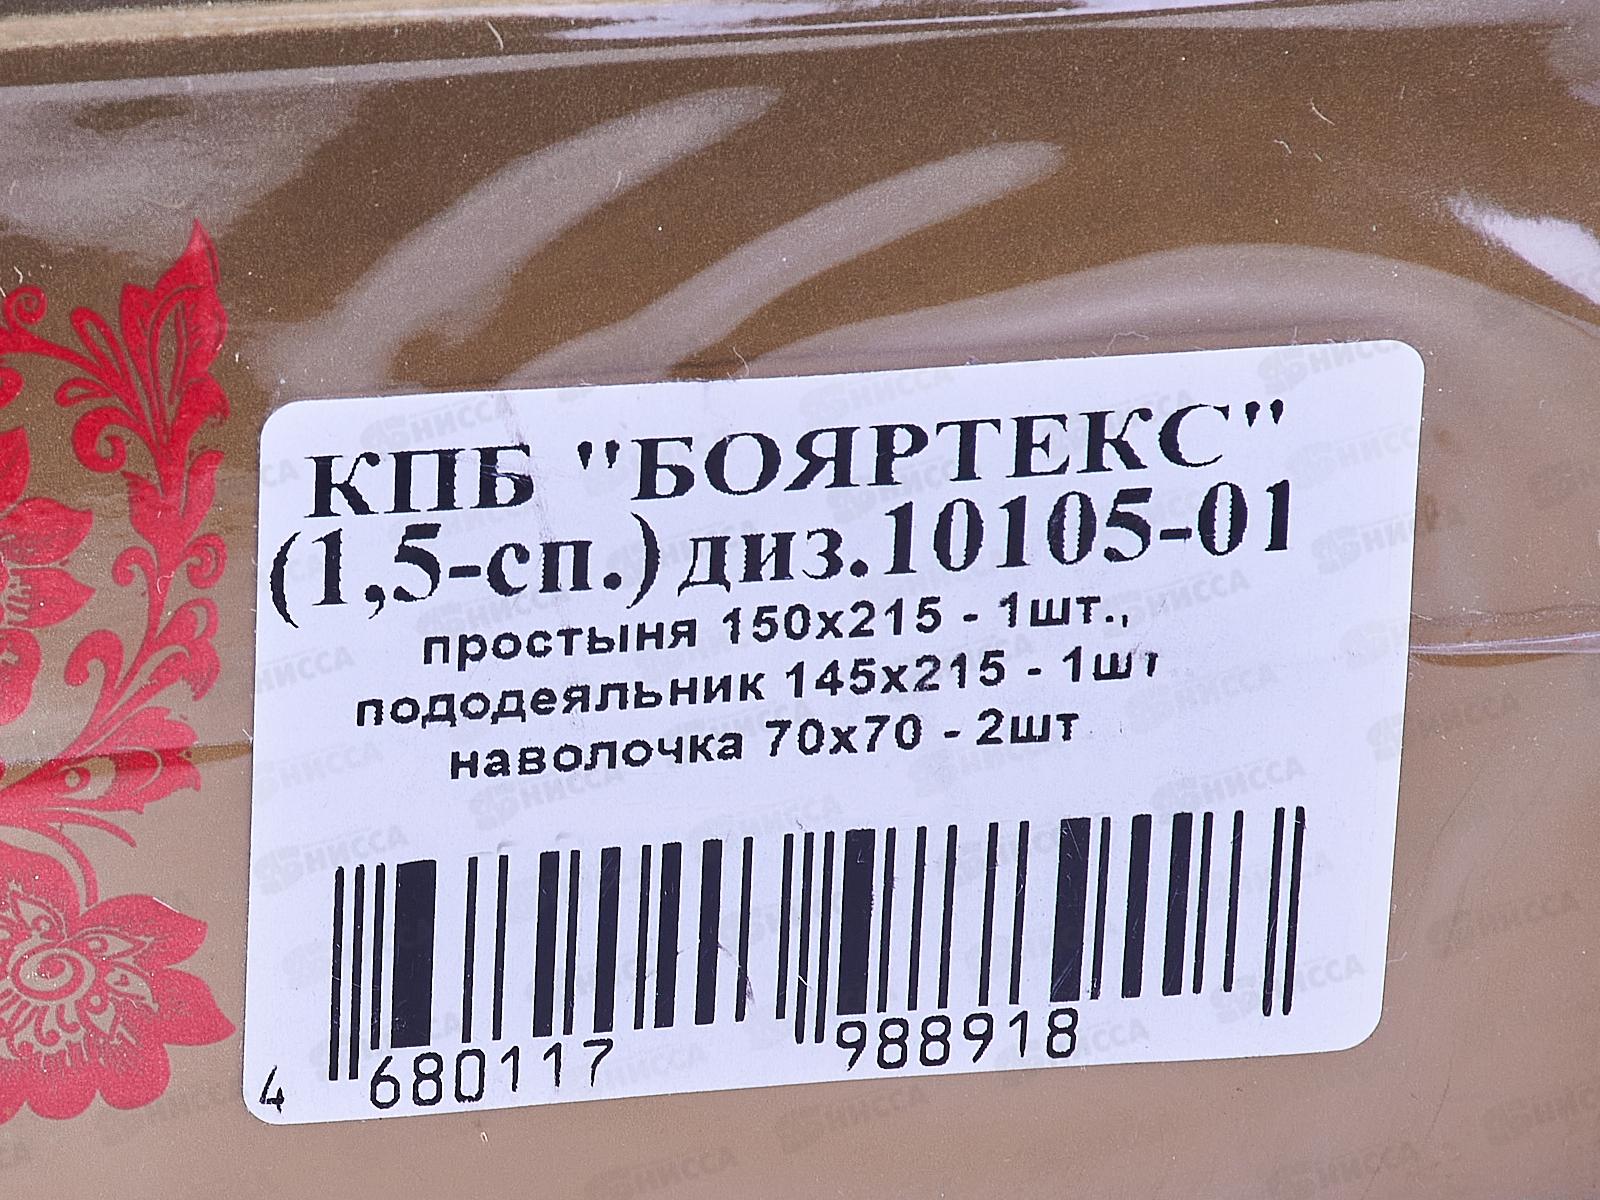 КПБ "БОЯРТЕКС"
(1,5-сп.) диз.10105-01
простыня 150х215 - 1шт.,
пододеяльник 145х215 - 1шт
наволочка 70х70 - 2шт
4 680117 988918
НИССА